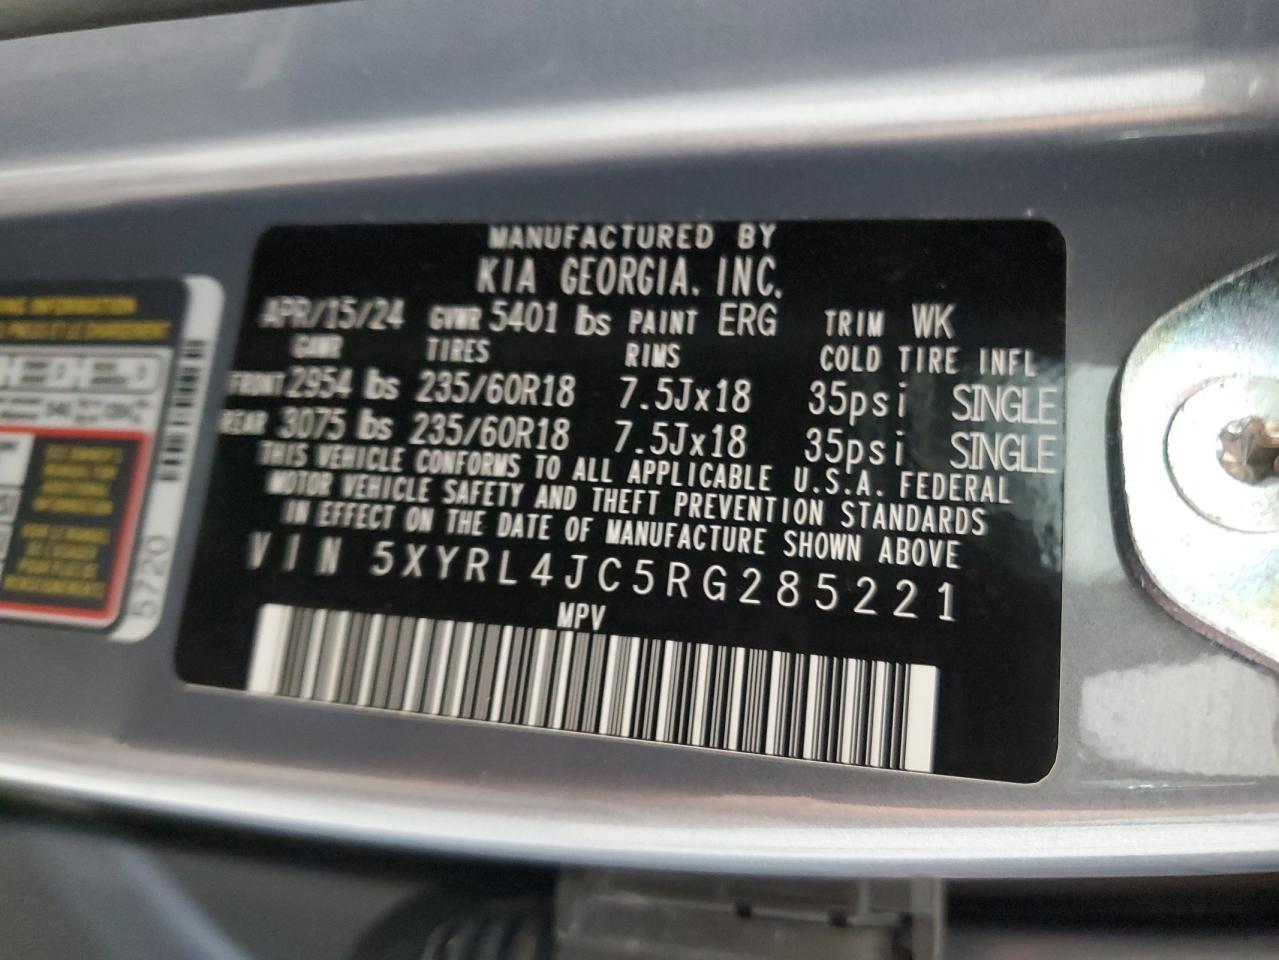 MANUFACTURED BY
KIA GEORGIA, INC.
APR/15/24 GVWR 5401 lbs PAINT ERG TRIM WK
GAWR TIRES RIMS COLD TIRE INFL
FRONT 2954 lbs 235/60R18 7.5Jx18 35psi SINGLE
REAR 3075 lbs 235/60R18 7.5Jx18 35psi SINGLE
THIS VEHICLE CONFORMS TO ALL APPLICABLE U.S.A. FEDERAL
MOTOR VEHICLE SAFETY AND THEFT PREVENTION STANDARDS
IN EFFECT ON THE DATE OF MANUFACTURE SHOWN ABOVE
VIN 5XYRL4JC5RG285221
MPV
INFORMATION
5720